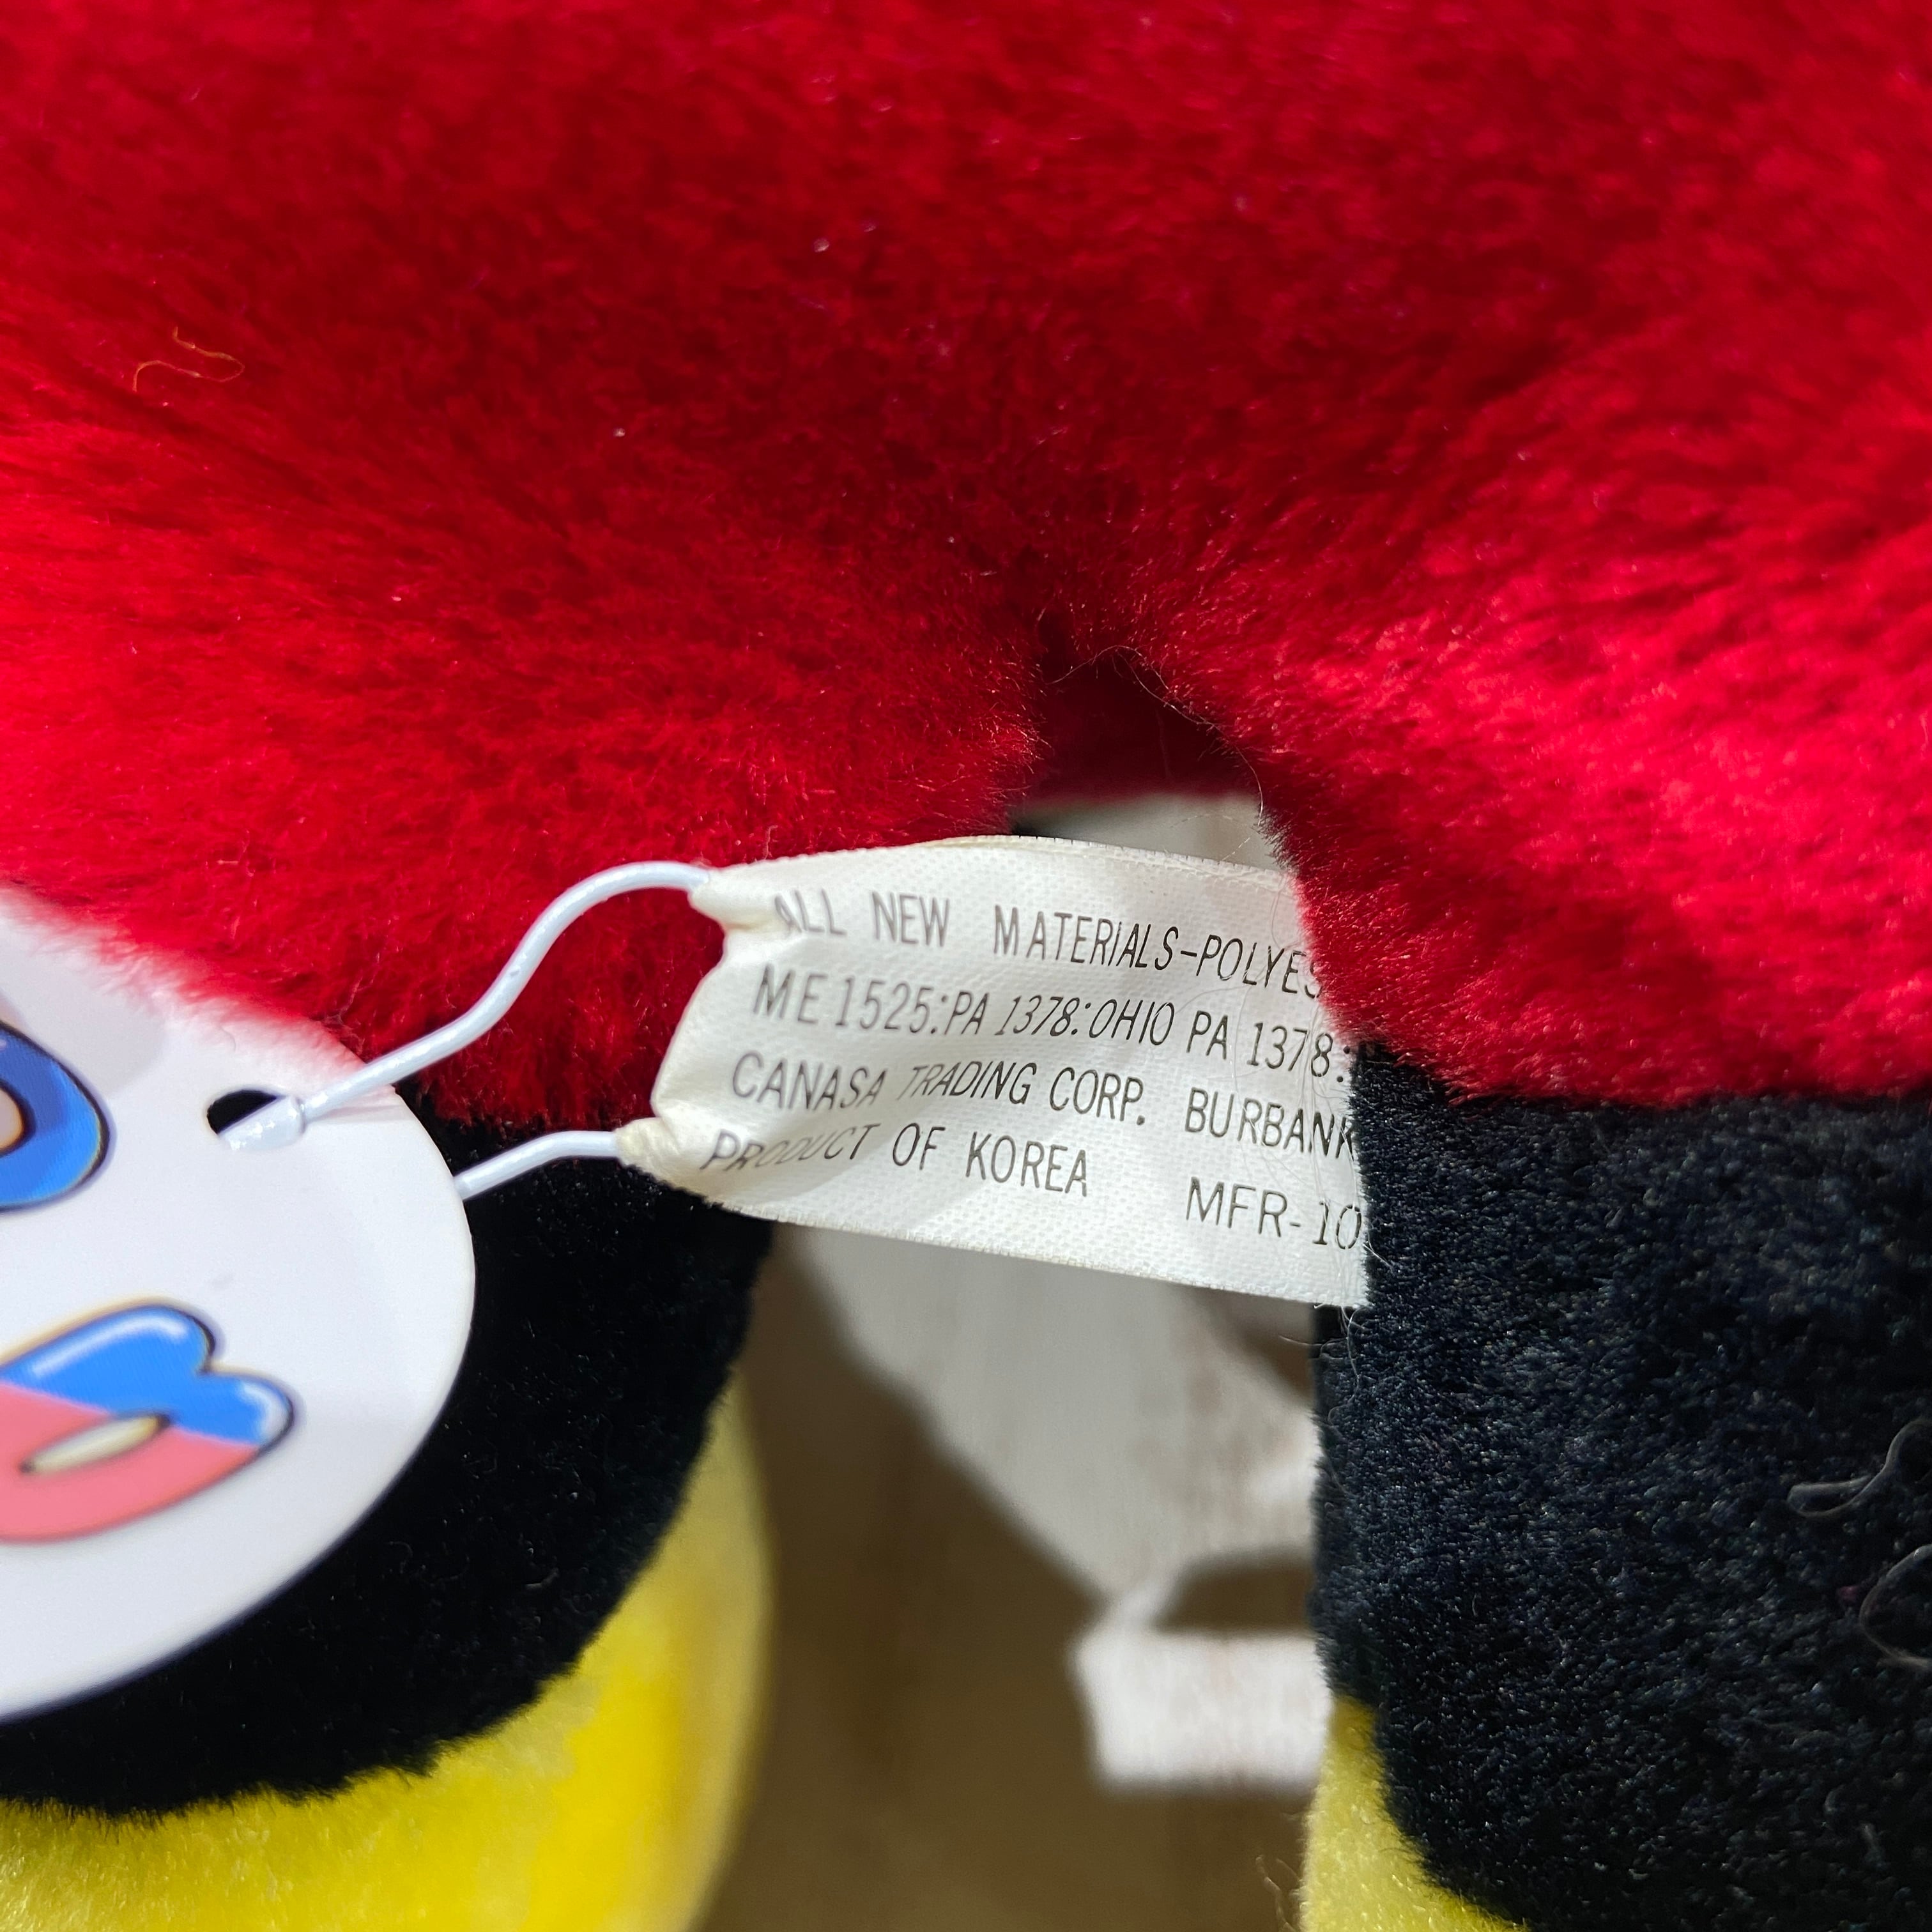 ALL NEW MATERIALS-POLYES
ME 1525:PA 1378:OHIO PA 1378:
CANASA TRADING CORP. BURBANK
PRODUCT OF KOREA MFR-10